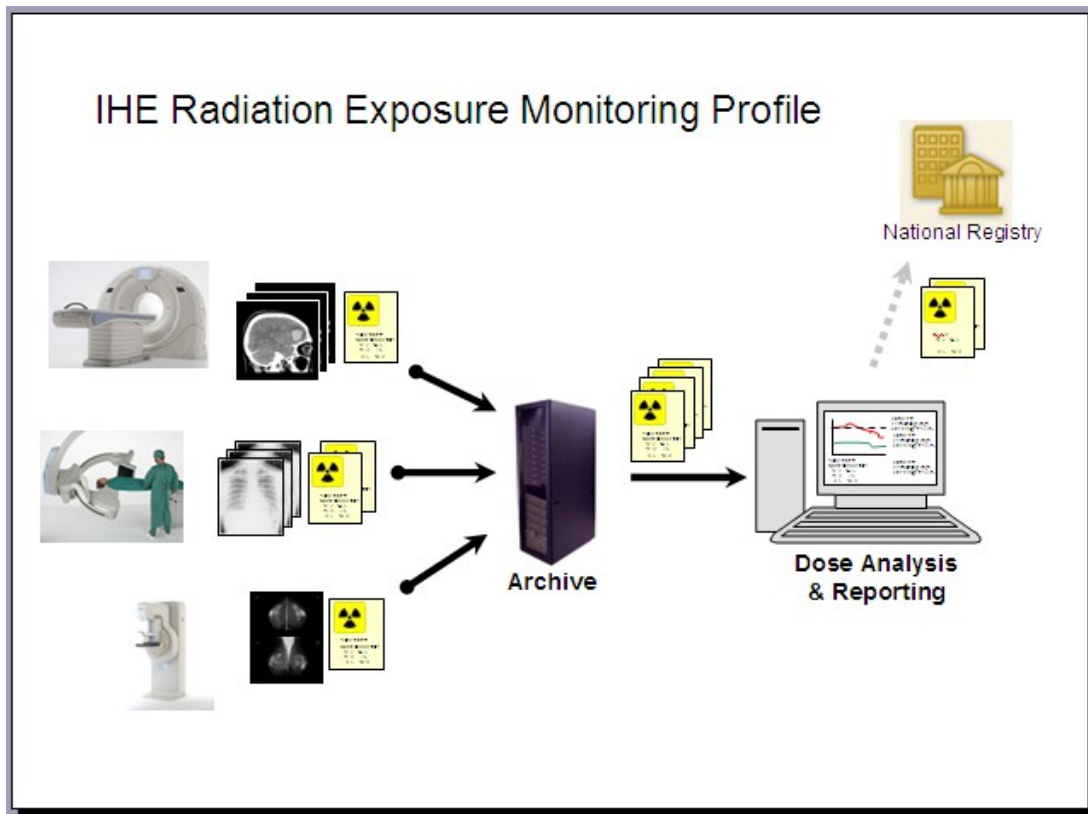 IHE Radiation Exposure Monitoring Profile
National Registry
Archive
Dose Analysis
& Reporting